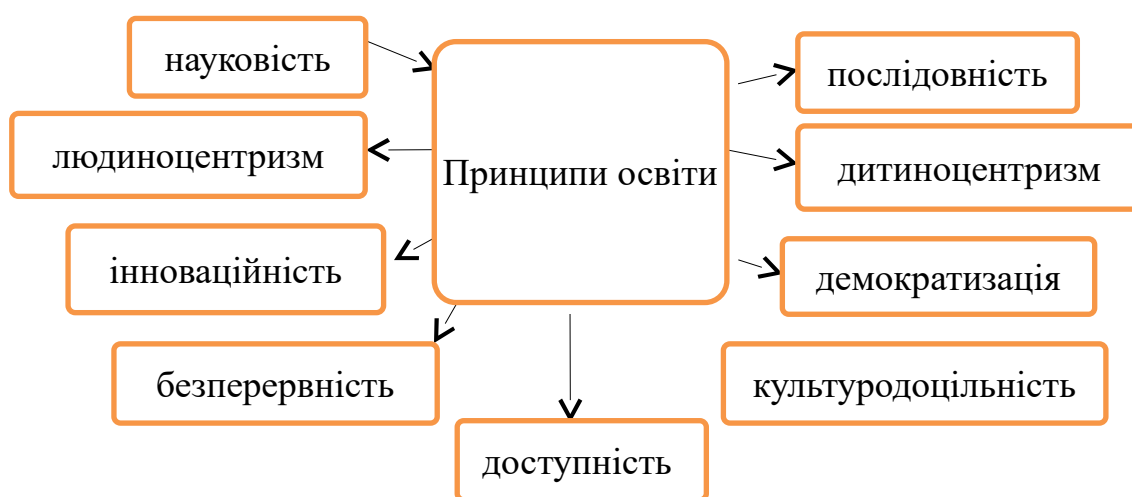 науковість
послідовність
людиноцентризм
Принципи освіти
дитиноцентризм
інноваційність
демократизація
безперервність
культуродоцільність
доступність